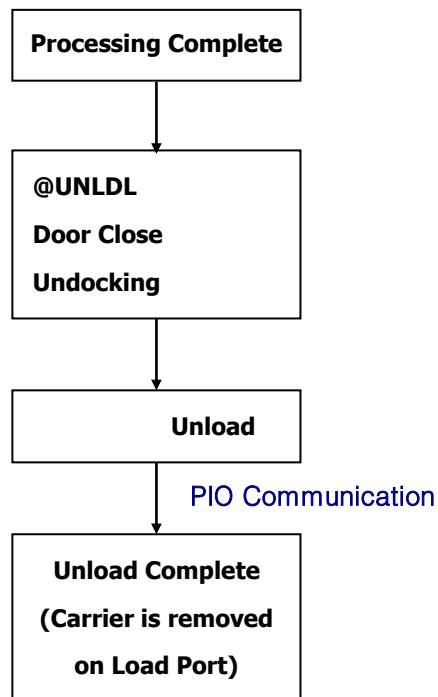 Processing Complete
@UNLDL
Door Close
Undocking
Unload
PIO Communication
Unload Complete
(Carrier is removed
on Load Port)